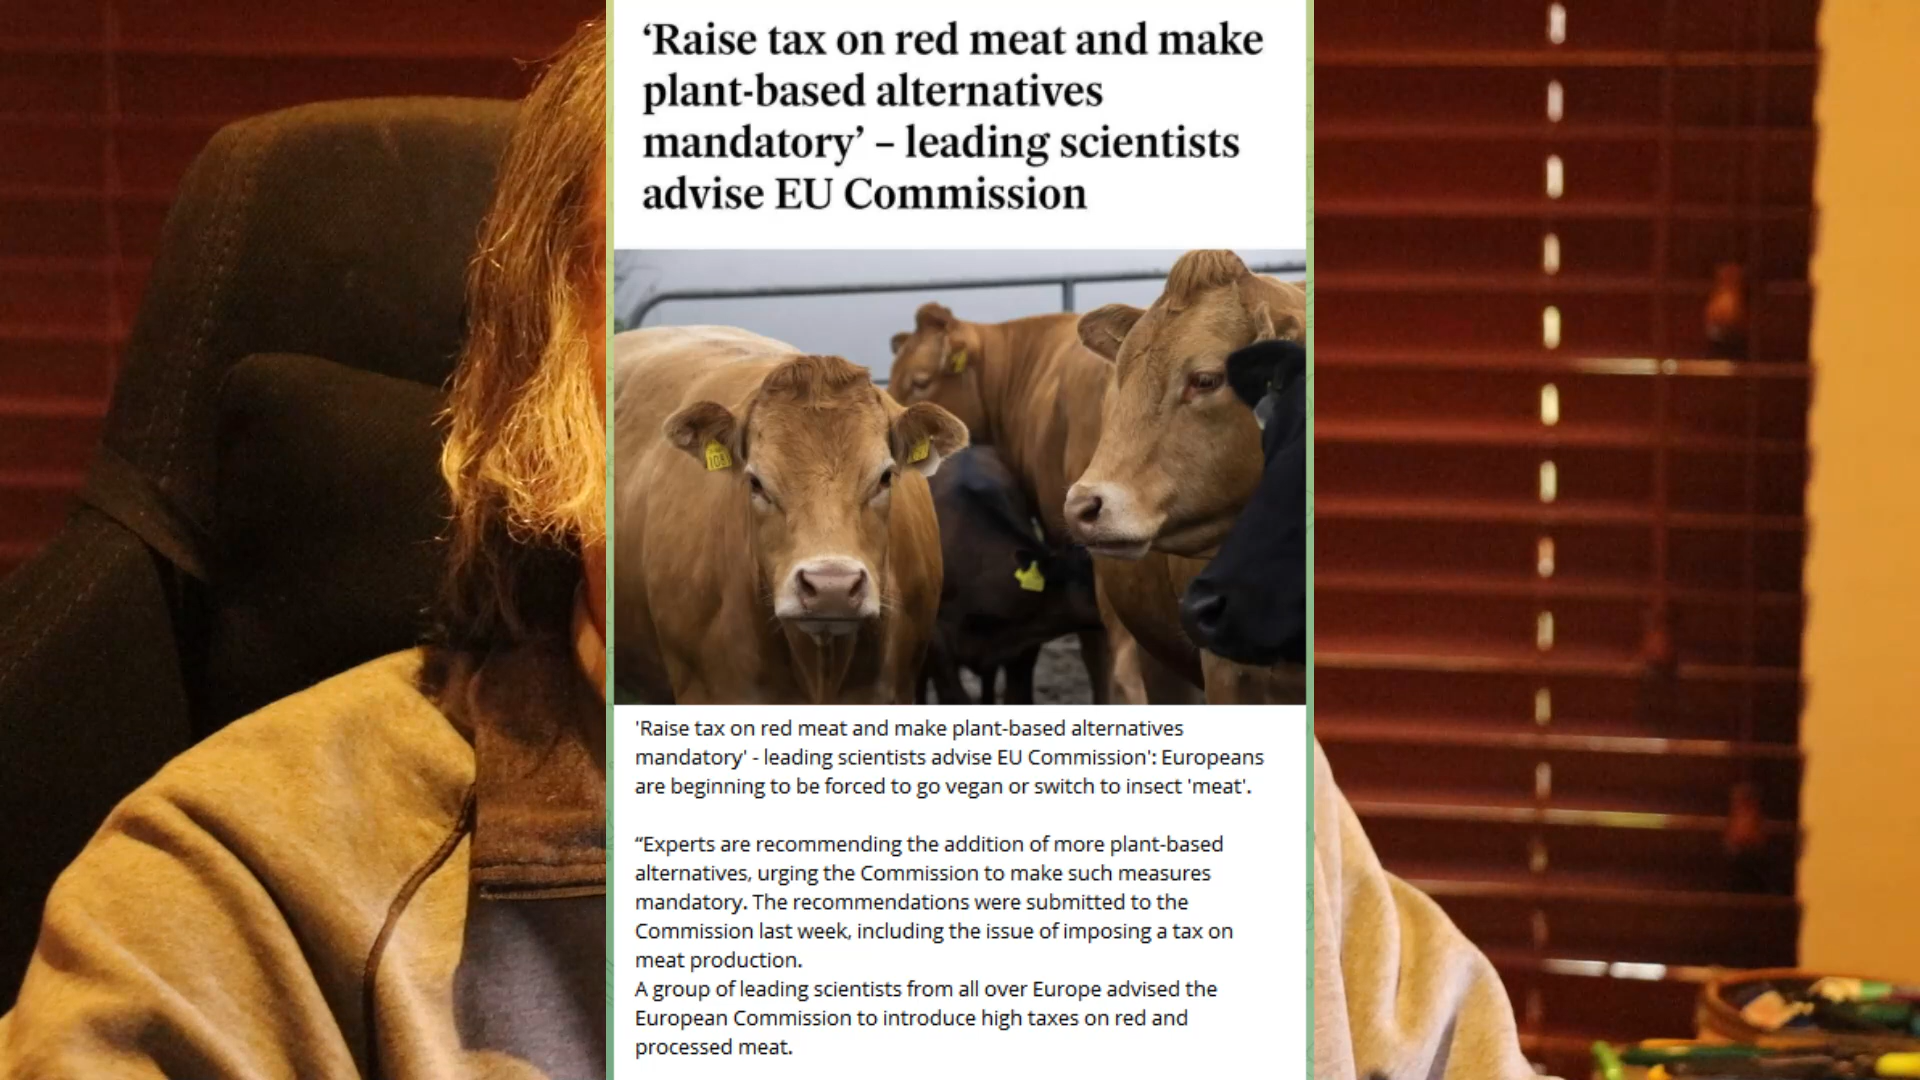 ‘Raise tax on red meat and make
plant-based alternatives
mandatory’ – leading scientists
advise EU Commission
'Raise tax on red meat and make plant-based alternatives
mandatory' - leading scientists advise EU Commission': Europeans
are beginning to be forced to go vegan or switch to insect 'meat'.
“Experts are recommending the addition of more plant-based
alternatives, urging the Commission to make such measures
mandatory. The recommendations were submitted to the
Commission last week, including the issue of imposing a tax on
meat production.
A group of leading scientists from all over Europe advised the
European Commission to introduce high taxes on red and
processed meat.